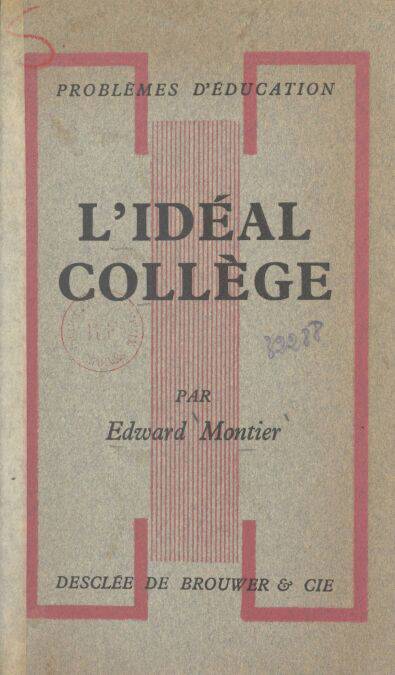 PROBLÈMES D'ÉDUCATION
L'IDÉAL
COLLÈGE
PAR
Edward Montier
DESCLÉE DE BROUWER & CIE